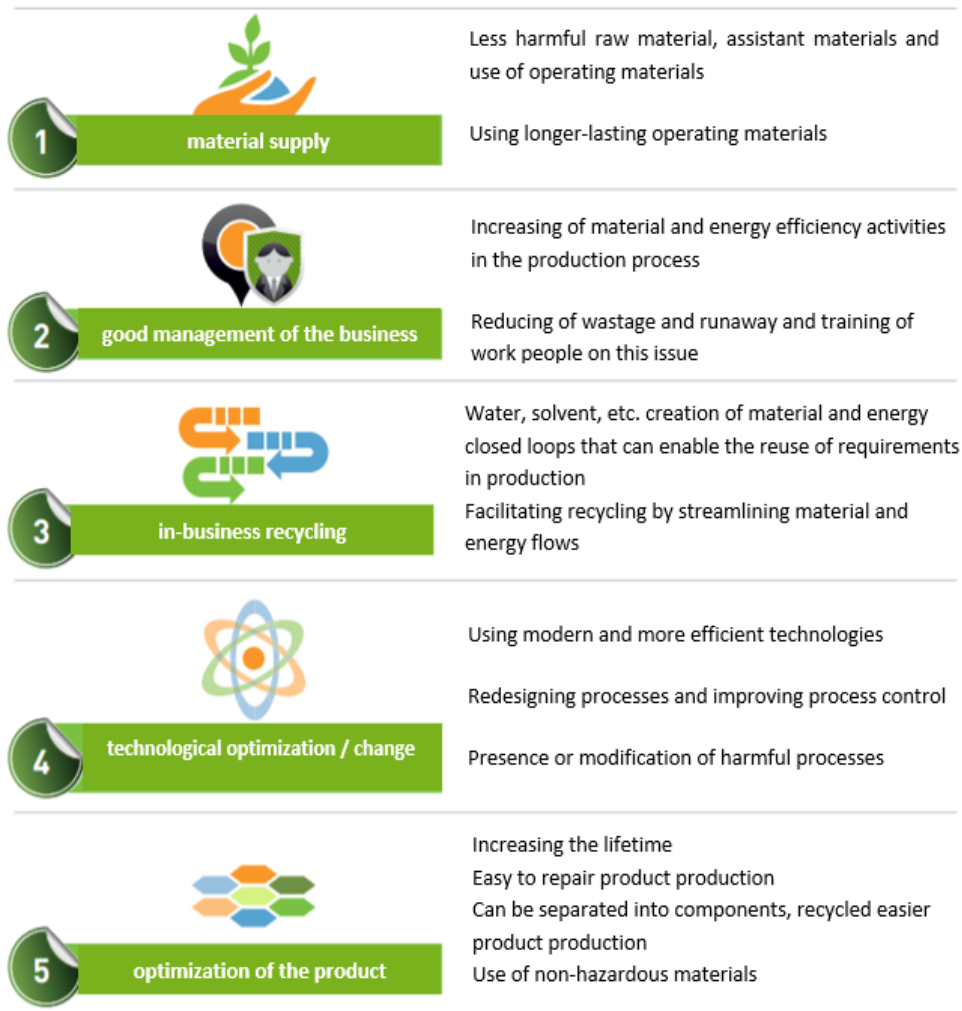 Less harmful raw material, assistant materials and
use of operating materials
Using longer-lasting operating materials
1
material supply
Increasing of material and energy efficiency activities
in the production process
Reducing of wastage and runaway and training of
work people on this issue
2
good management of the business
Water, solvent, etc. creation of material and energy
closed loops that can enable the reuse of requirements
in production
Facilitating recycling by streamlining material and
energy flows
3
in-business recycling
Using modern and more efficient technologies
Redesigning processes and improving process control
Presence or modification of harmful processes
4
technological optimization / change
Increasing the lifetime
Easy to repair product production
Can be separated into components, recycled easier
product production
Use of non-hazardous materials
5
optimization of the product